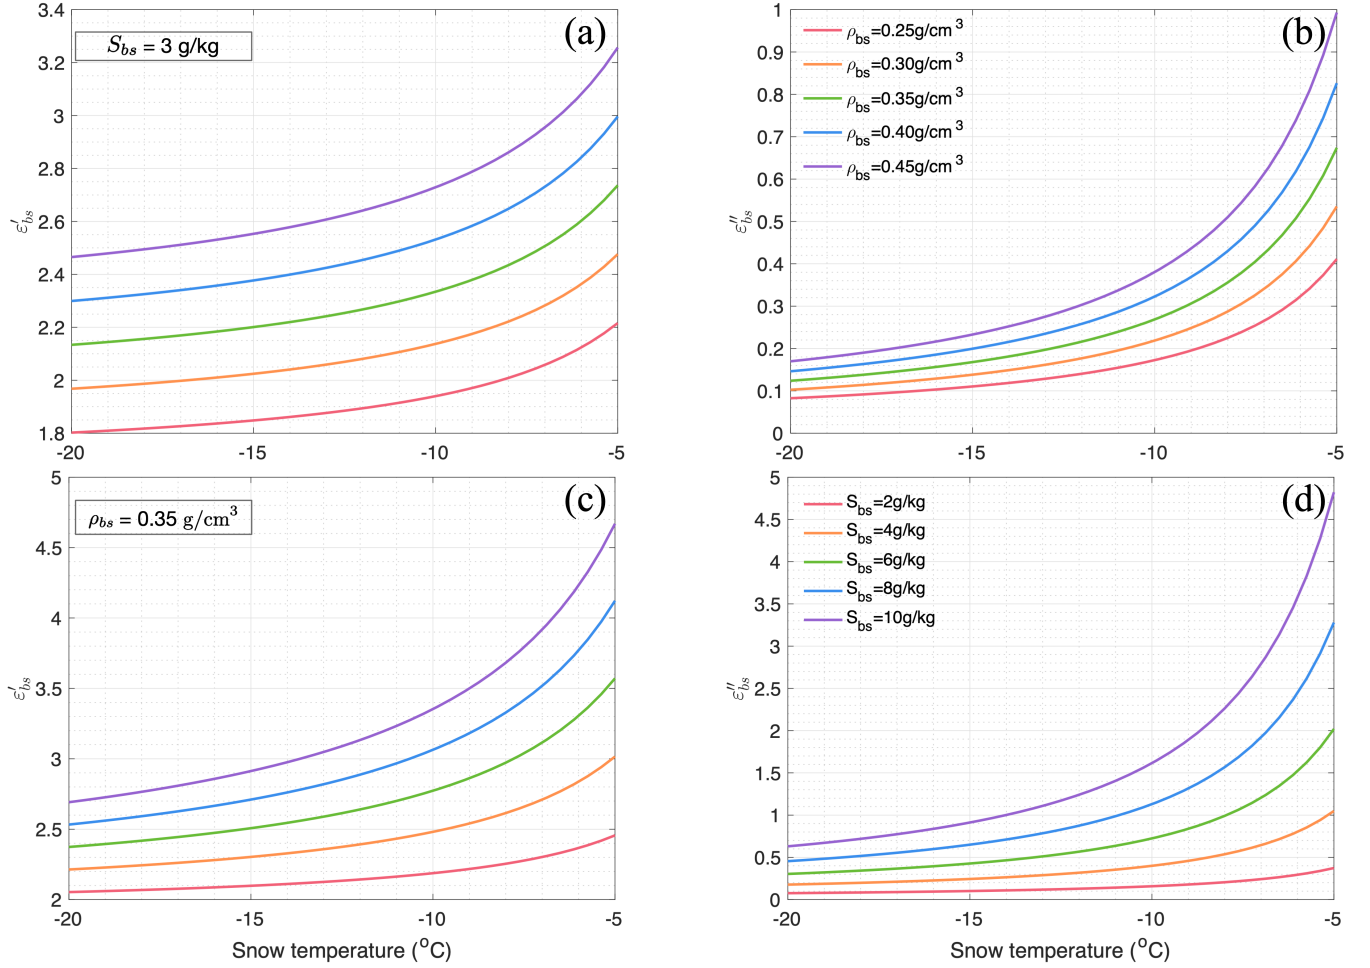 3.4
3.2
3
2.8
2.6
2.4
2.2
2
1.8
-20
-15
-10
-5
ε′bs
S_bs = 3 g/kg
(a)
1
0.9
0.8
0.7
0.6
0.5
0.4
0.3
0.2
0.1
0
-20
-15
-10
-5
ε″bs
ρbs=0.25g/cm³
ρbs=0.30g/cm³
ρbs=0.35g/cm³
ρbs=0.40g/cm³
ρbs=0.45g/cm³
(b)
5
4.5
4
3.5
3
2.5
2
-20
-15
-10
-5
ε′bs
ρbs = 0.35 g/cm³
(c)
Snow temperature (°C)
5
4.5
4
3.5
3
2.5
2
1.5
1
0.5
0
-20
-15
-10
-5
ε″bs
Sbs=2g/kg
Sbs=4g/kg
Sbs=6g/kg
Sbs=8g/kg
Sbs=10g/kg
(d)
Snow temperature (°C)